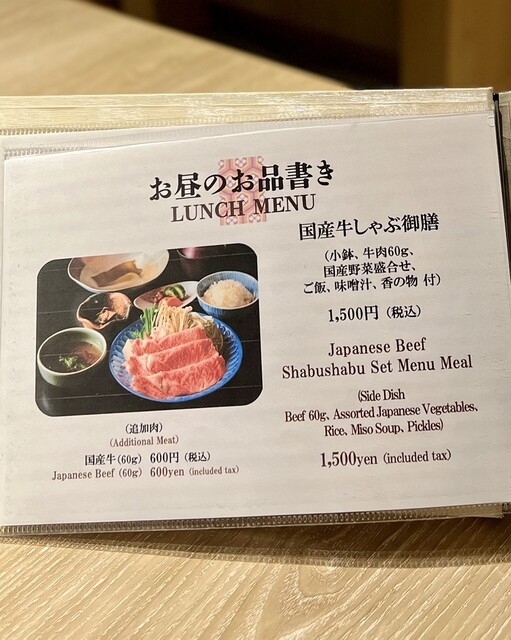 お昼のお品書き
LUNCH MENU
国産牛しゃぶ御膳
（小鉢、牛肉60g、
国産野菜盛合せ、
ご飯、味噌汁、香の物 付）
1,500円（税込）
Japanese Beef
Shabushabu Set Menu Meal
(Side Dish
Beef 60g、Assorted Japanese Vegetables、
Rice、Miso Soup、Pickles)
1,500yen (included tax)
（追加肉）
(Additional Meat)
国産牛(60g) 600円（税込）
Japanese Beef (60g) 600yen (included tax)